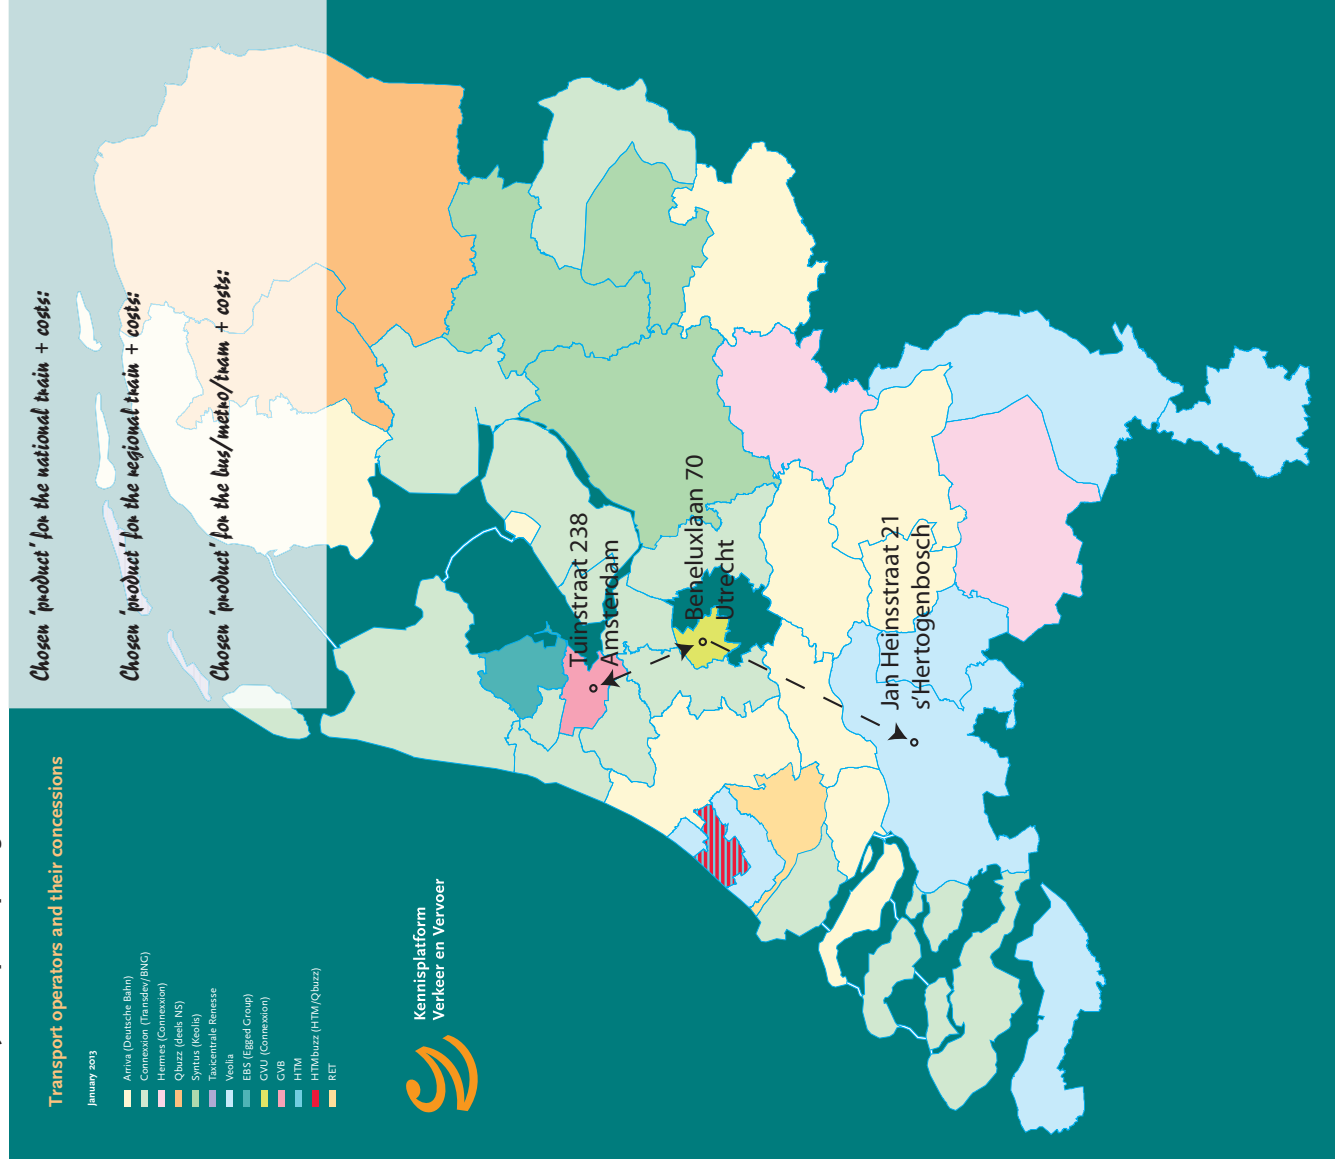 Chosen 'product' for the national train + costs:
Chosen 'product' for the regional train + costs:
Chosen 'product' for the bus/metro/tram + costs:
Transport operators and their concessions
January 2013
Arriva (Deutsche Bahn)
Connexxion (Transdev/BNG)
Hermes (Connexxion)
Qbuzz (deels NS)
Syntus (Keolis)
Taxicentrale Renesse
Veolia
EBS (Egged Group)
GVU (Connexxion)
GVB
HTM
HTMbuzz (HTM/Qbuzz)
RET
Kennisplatform
Verkeer en Vervoer
Tuinstraat 238
Amsterdam
Beneluxlaan 70
Utrecht
Jan Heinsstraat 21
s'Hertogenbosch